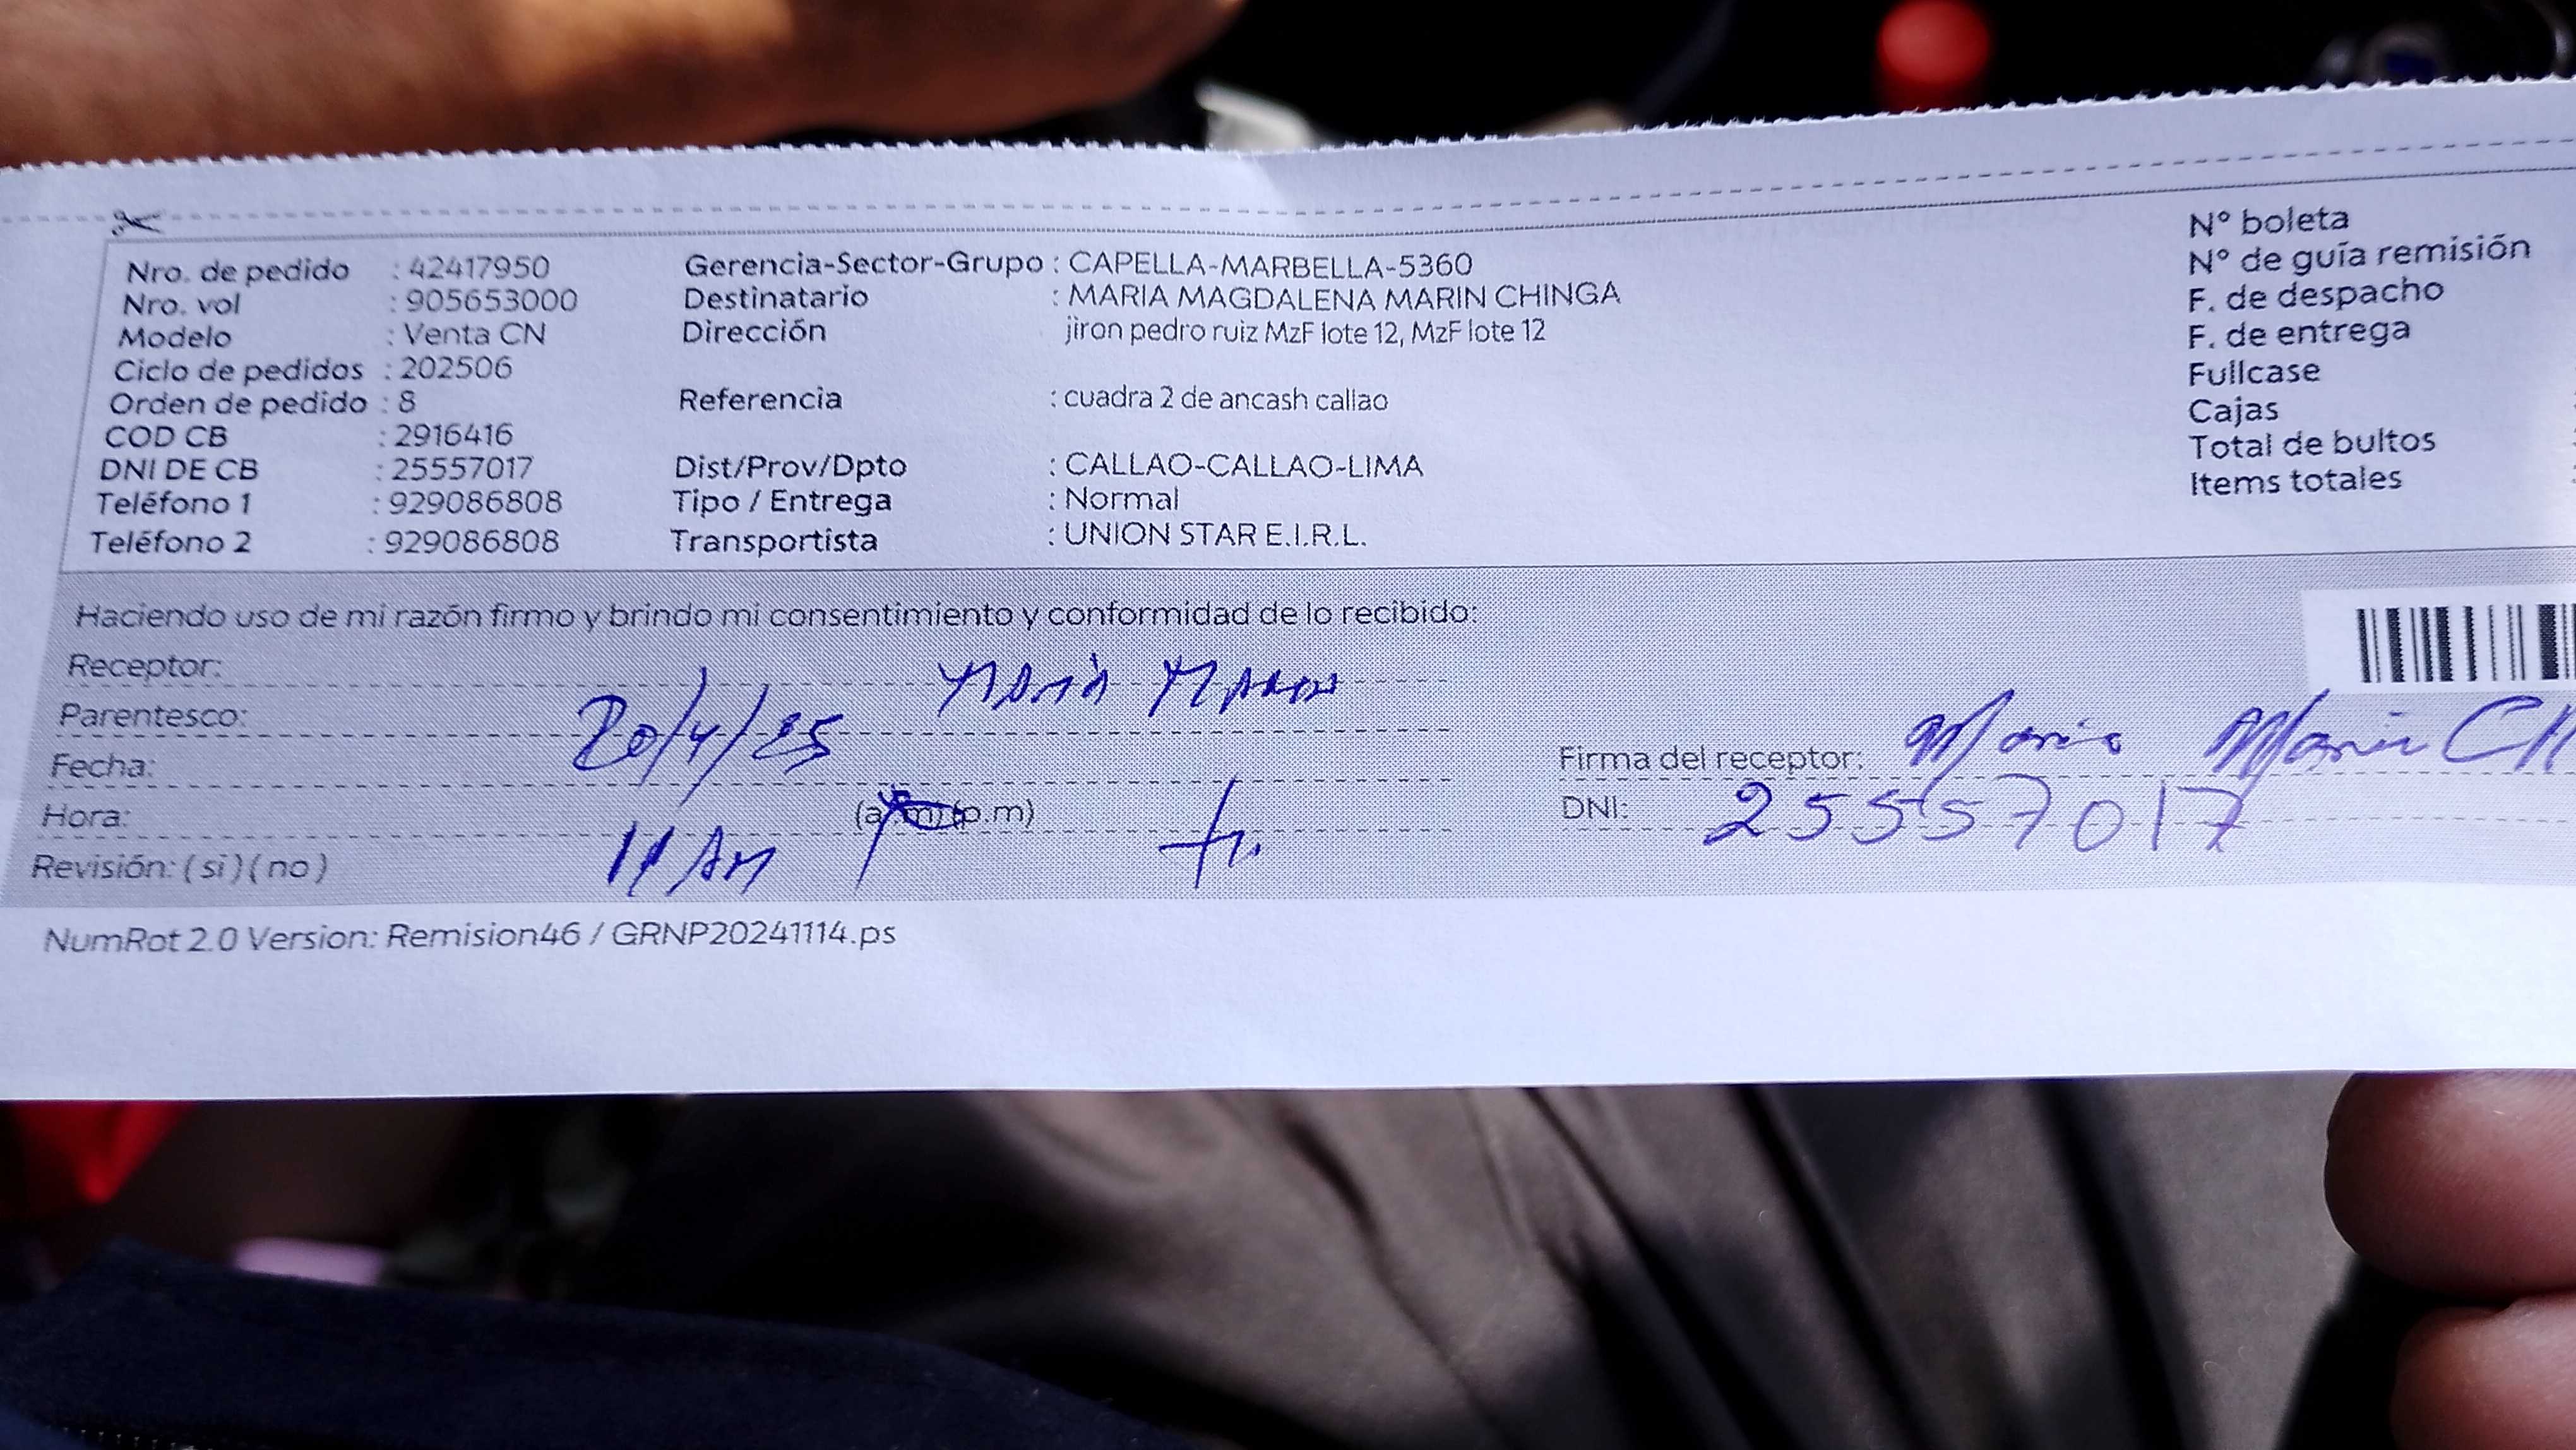 Nro. de pedido : 42417950
Nro. vol : 905653000
Modelo : Venta CN
Ciclo de pedidos : 202506
Orden de pedido : 8
COD CB : 2916416
DNI DE CB : 25557017
Teléfono 1 : 929086808
Teléfono 2 : 929086808
Gerencia-Sector-Grupo : CAPELLA-MARBELLA-5360
Destinatario : MARIA MAGDALENA MARIN CHINGA
Dirección jiron pedro ruiz MzF lote 12, MzF lote 12
Referencia : cuadra 2 de ancash callao
Dist/Prov/Dpto : CALLAO-CALLAO-LIMA
Tipo / Entrega : Normal
Transportista : UNION STAR E.I.R.L.
N° boleta
N° de guía remisión
F. de despacho
F. de entrega
Fullcase
Cajas
Total de bultos
Items totales
Haciendo uso de mi razón firmo y brindo mi consentimiento y conformidad de lo recibido:
Receptor: Maria Marin
Parentesco:
Fecha: 20/4/25
Hora: 11 AM (a.m) (p.m)
Revisión: ( si ) ( no )
Firma del receptor: Maria Marin CH
DNI: 25557017
NumRot 2.0 Version: Remision46 / GRNP20241114.ps